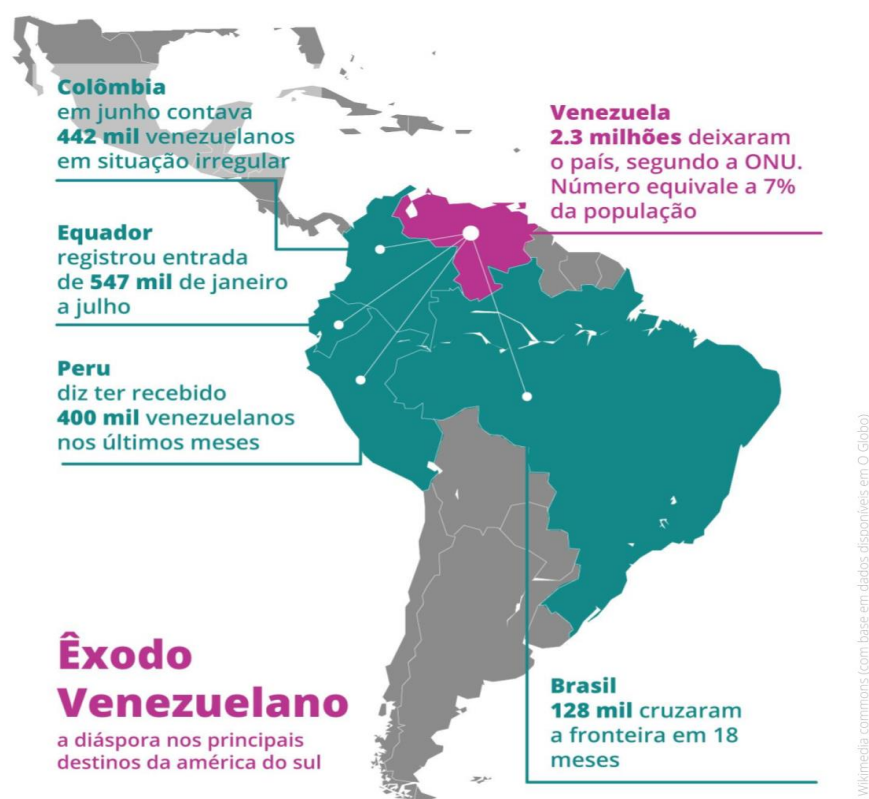 Colômbia
em junho contava
442 mil venezuelanos
em situação irregular
Venezuela
2.3 milhões deixaram
o país, segundo a ONU.
Número equivale a 7%
da população
Equador
registrou entrada
de 547 mil de janeiro
a julho
Peru
diz ter recebido
400 mil venezuelanos
nos últimos meses
Êxodo
Venezuelano
a diáspora nos principais
destinos da américa do sul
Brasil
128 mil cruzaram
a fronteira em 18
meses
Wikimedia commons (com base em dados disponíveis em O Globo)